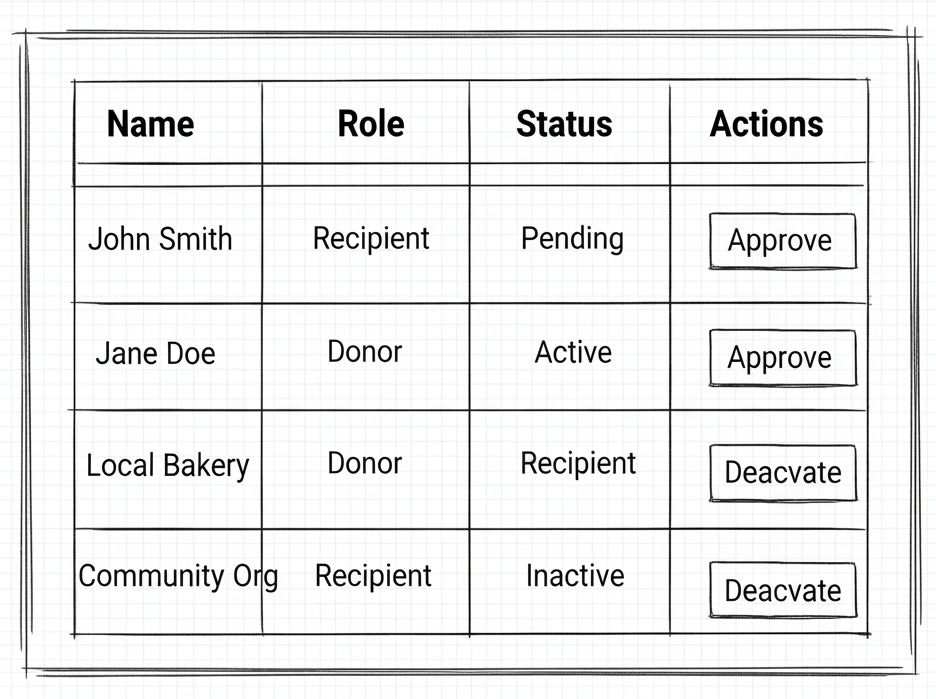 Name Role Status Actions
John Smith Recipient Pending Approve
Jane Doe Donor Active Approve
Local Bakery Donor Recipient Deacvate
Community Org Recipient Inactive Deacvate